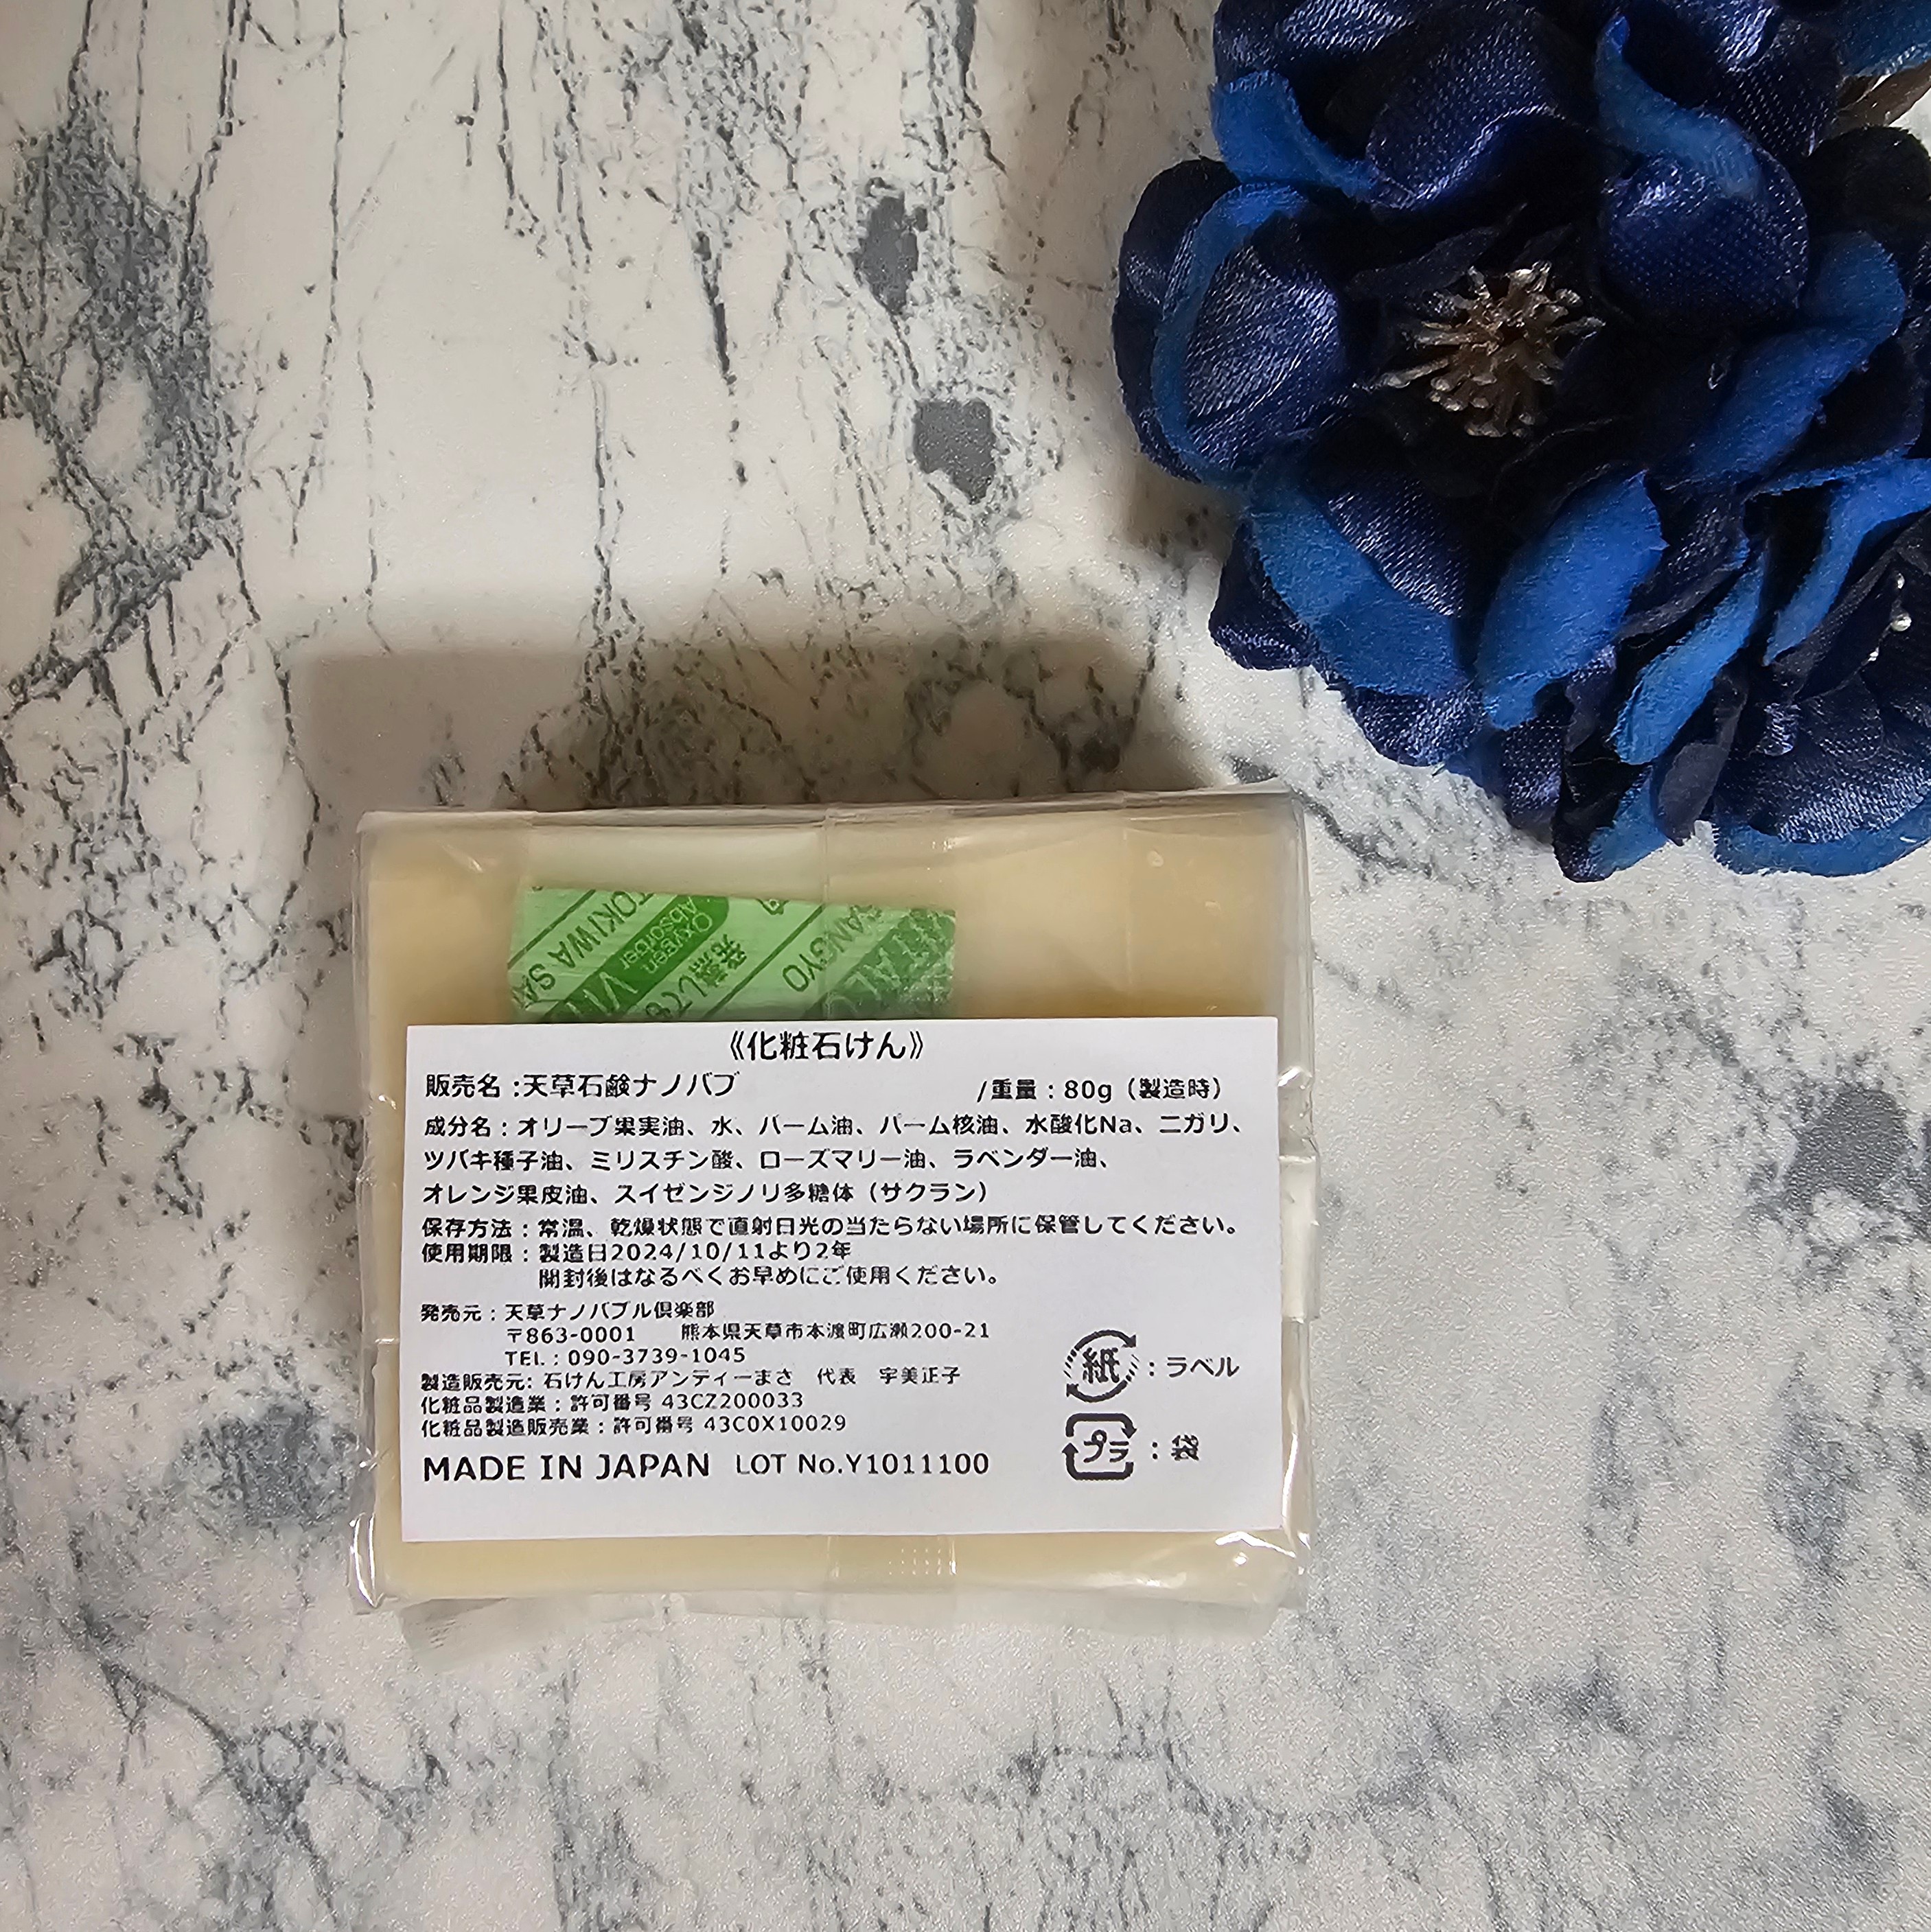 TOKIWA SA
Oxygen
Absorber
SANGYO
《化粧石けん》
販売名:天草石鹸ナノバブ /重量:80g(製造時)
成分名:オリーブ果実油、水、パーム油、パーム核油、水酸化Na、ニガリ、
ツバキ種子油、ミリスチン酸、ローズマリー油、ラベンダー油、
オレンジ果皮油、スイゼンジノリ多糖体(サクラン)
保存方法:常温、乾燥状態で直射日光の当たらない場所に保管してください。
使用期限:製造日2024/10/11より2年
開封後はなるべくお早めにご使用ください。
発売元:天草ナノバブル倶楽部
〒863-0001 熊本県天草市本渡町広瀬200-21
TEL:090-3739-1045
製造販売元:石けん工房アンティーまさ 代表 宇美正子
化粧品製造業:許可番号 43CZ200033
化粧品製造販売業:許可番号 43C0X10029
MADE IN JAPAN LOT No.Y1011100
紙:ラベル
プラ:袋